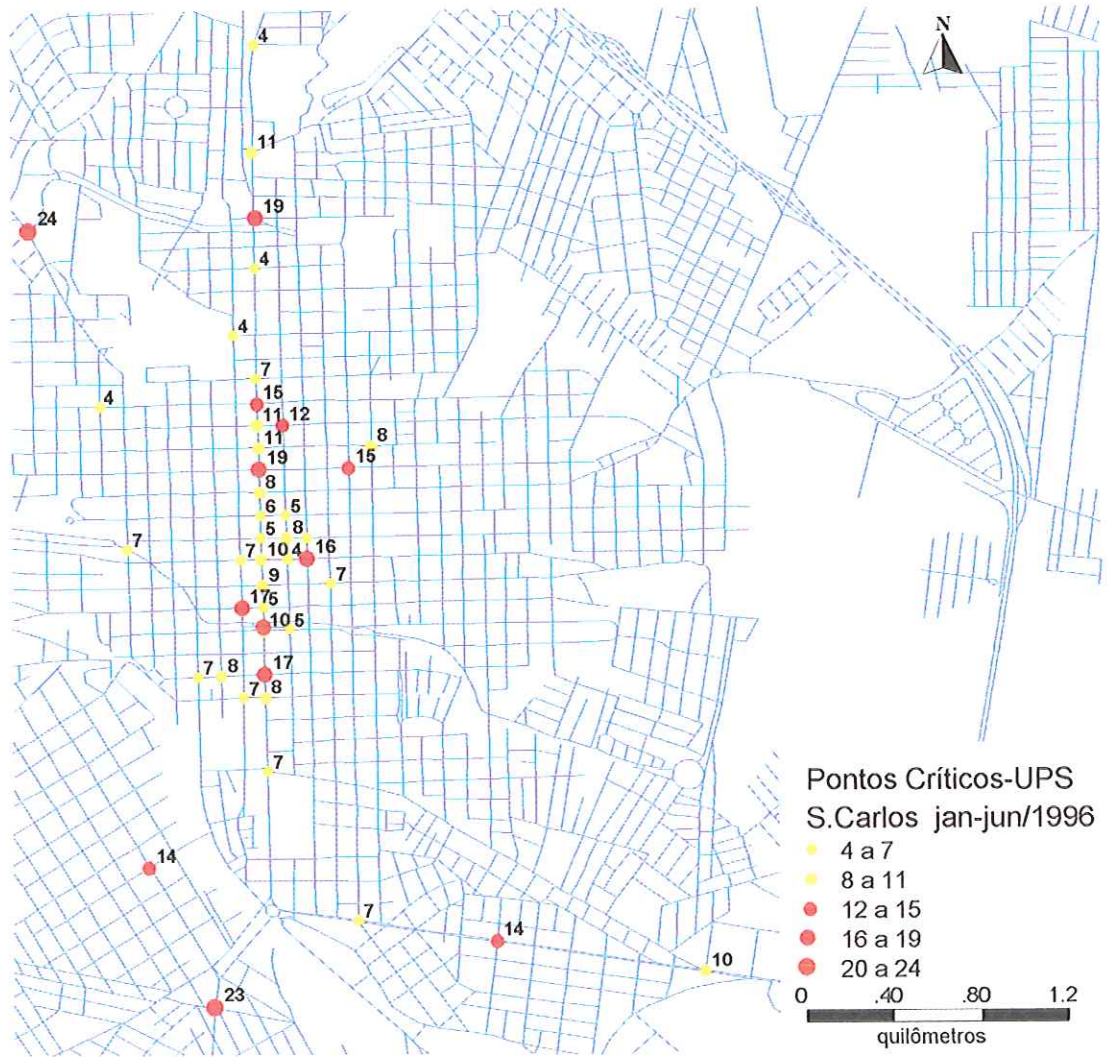 4
N
11
19
24
4
4
7
15
4
11 12
11 8
19 15
8
6 5
5 8
7 10 4 16
7
9 7
17 5
10 5
7 8 17
7 8
7
14
7
14
10
23
Pontos Críticos-UPS
S.Carlos jan-jun/1996
4 a 7
8 a 11
12 a 15
16 a 19
20 a 24
0 .40 .80 1.2
quilômetros